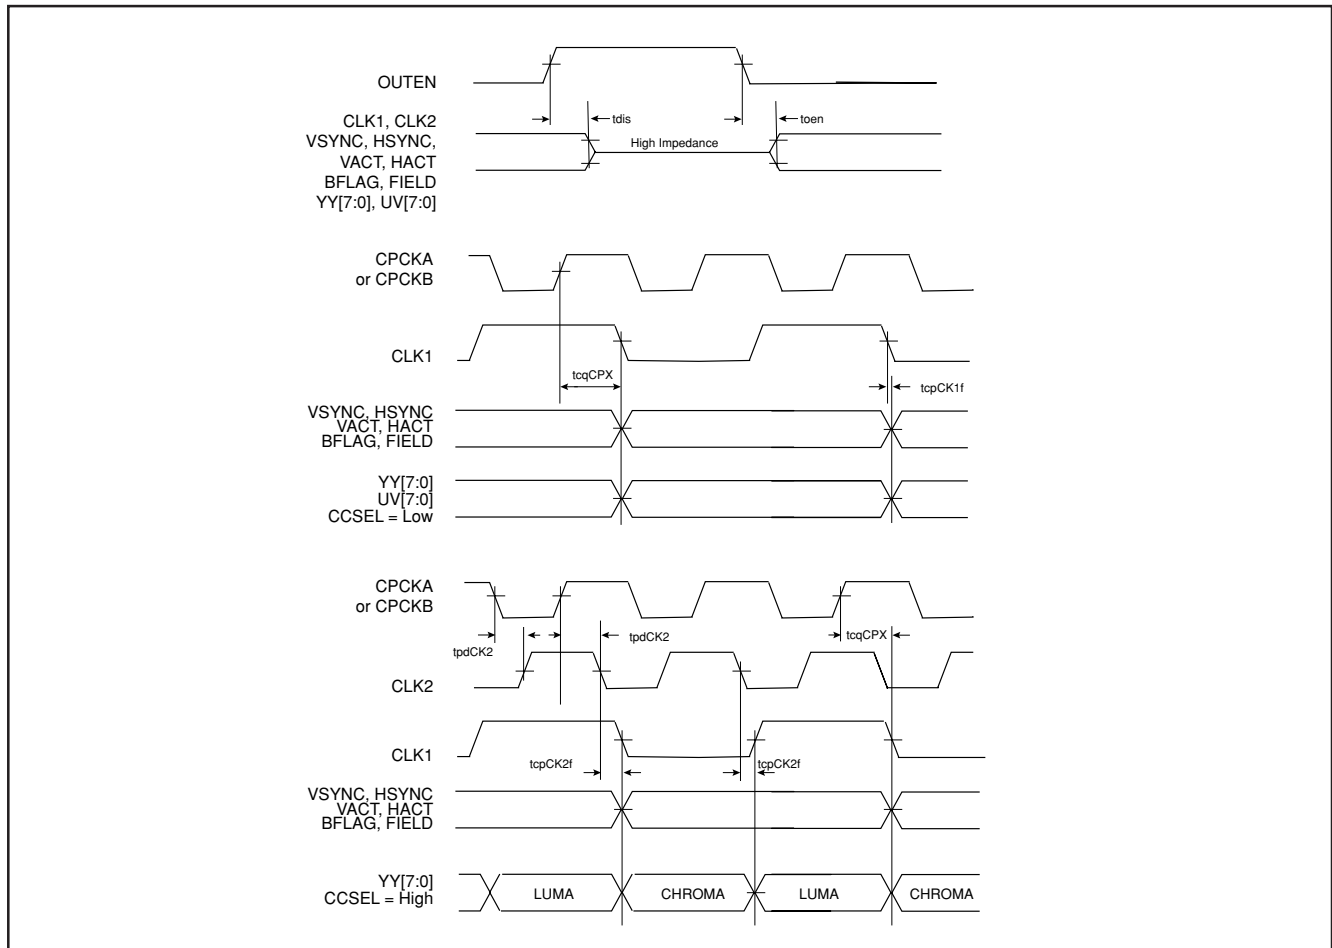 OUTEN
CLK1, CLK2
tdis
toen
VSYNC, HSYNC,
High Impedance
VACT, HACT
BFLAG, FIELD
YY[7:0], UV[7:0]
CPCKA
or CPCKB
CLK1
tcqCPX
tcpCK1f
VSYNC, HSYNC
VACT, HACT
BFLAG, FIELD
YY[7:0]
UV[7:0]
CCSEL = Low
CPCKA
or CPCKB
tpdCK2
tpdCK2
tcqCPX
CLK2
CLK1
tcpCK2f
tcpCK2f
VSYNC, HSYNC
VACT, HACT
BFLAG, FIELD
YY[7:0]
CCSEL = High
LUMA
CHROMA
LUMA
CHROMA